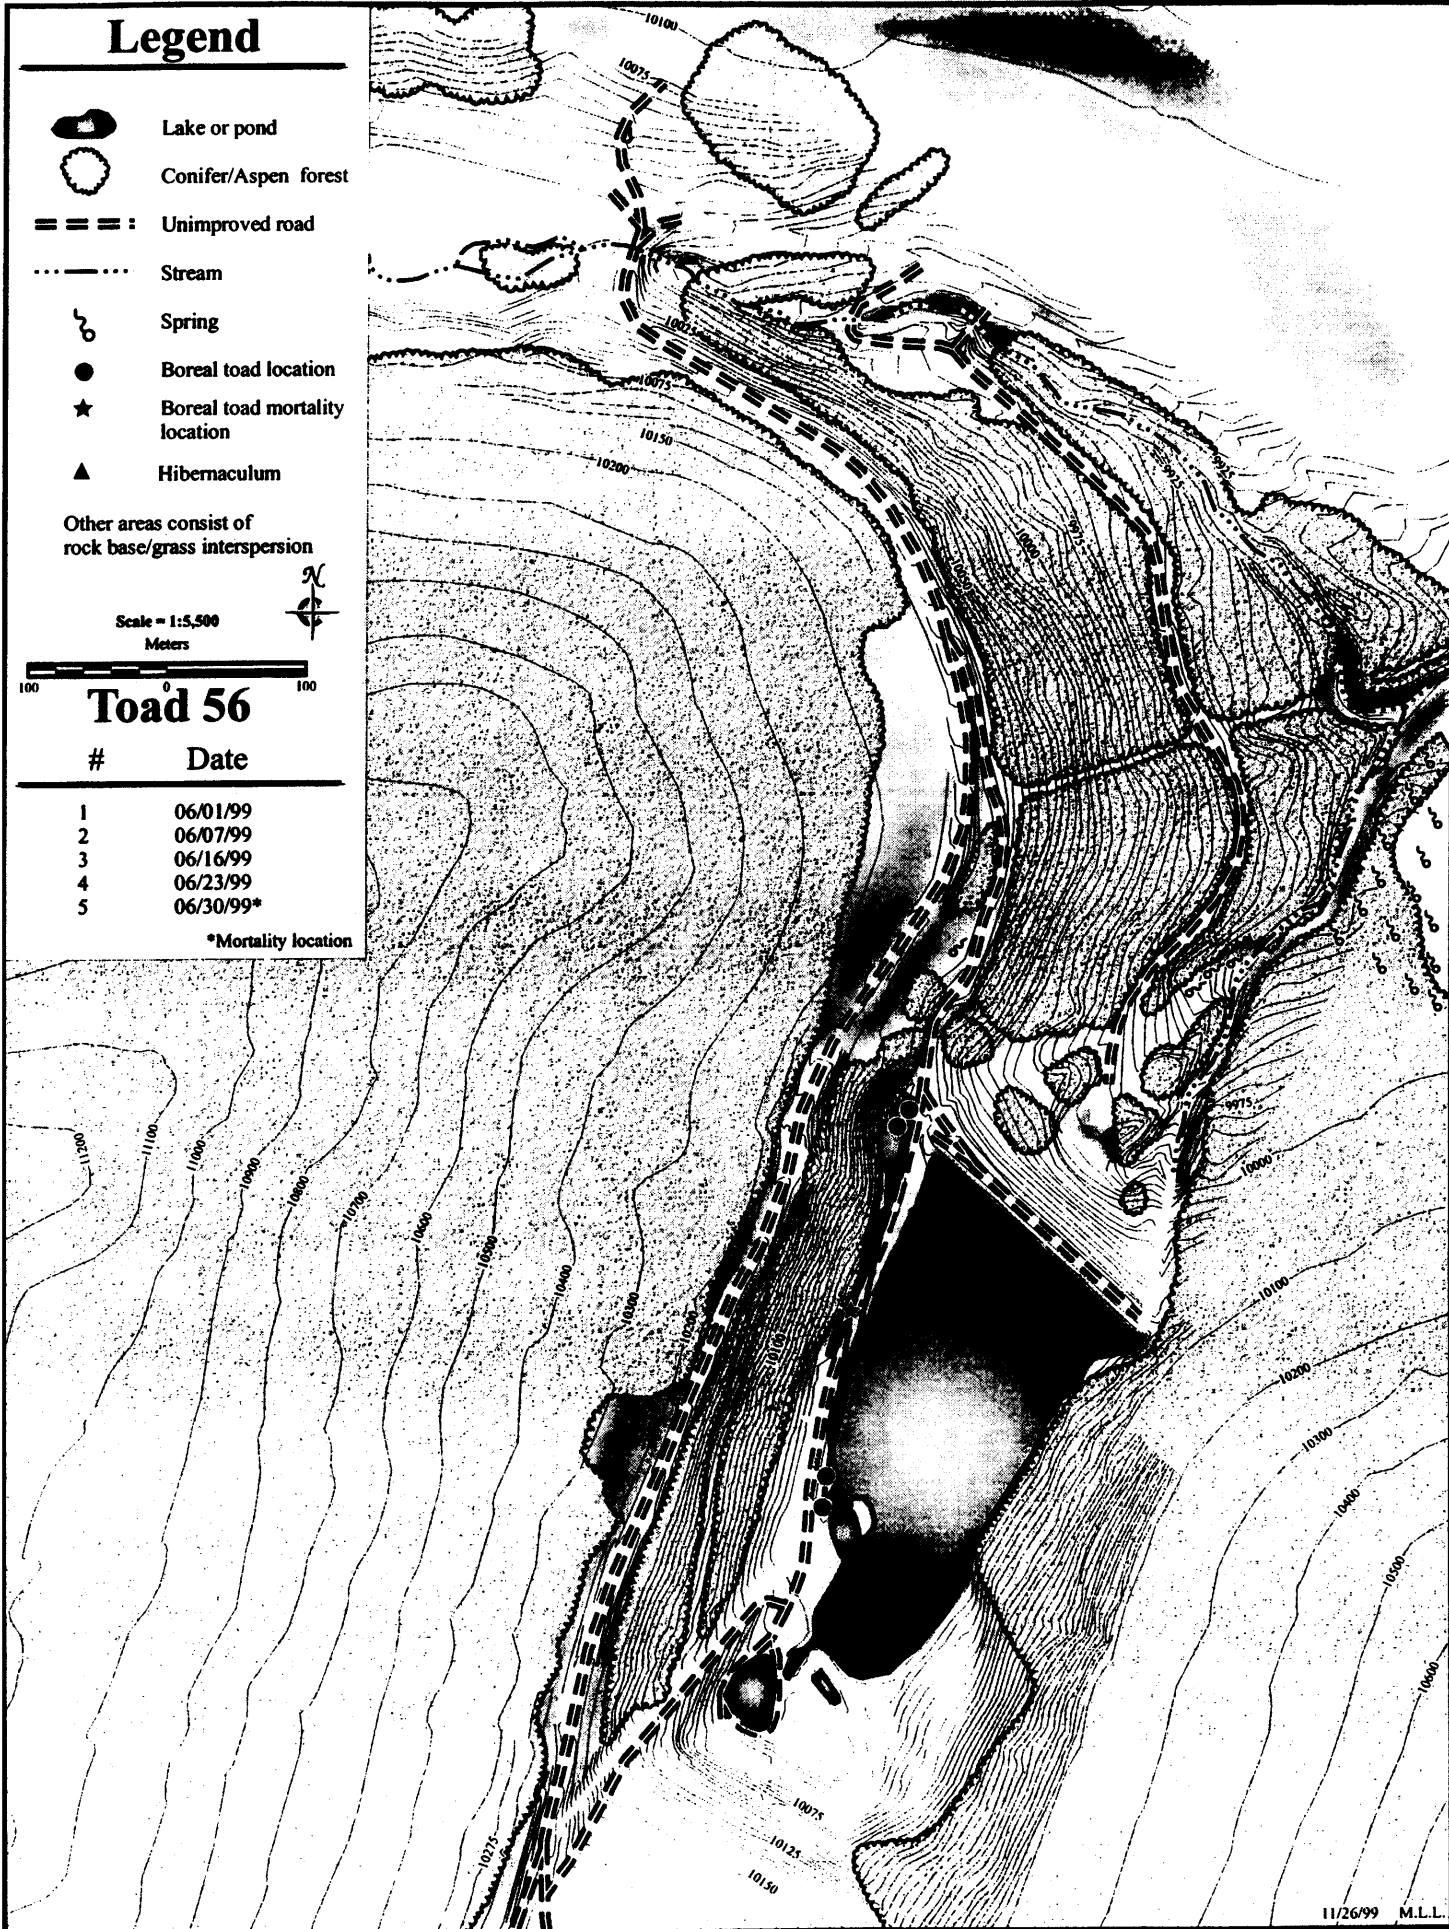 Legend
Lake or pond
Conifer/Aspen forest
Unimproved road
Stream
Spring
Boreal toad location
Boreal toad mortality
location
Hibernaculum
Other areas consist of
rock base/grass interspersion
N
Scale = 1:5,500
Meters
100 0 100
Toad 56
# Date
1 06/01/99
2 06/07/99
3 06/16/99
4 06/23/99
5 06/30/99*
*Mortality location
10100
10075
10075
10075
10150
10200
9925
9925
9975
10000
10050
11200
11100
11000
10900
10800
10700
10600
10400
10300
10200
10100
9975
10000
10100
10200
10300
10400
10500
10600
10075
10125
10150
10275
11/26/99 M.L.L.